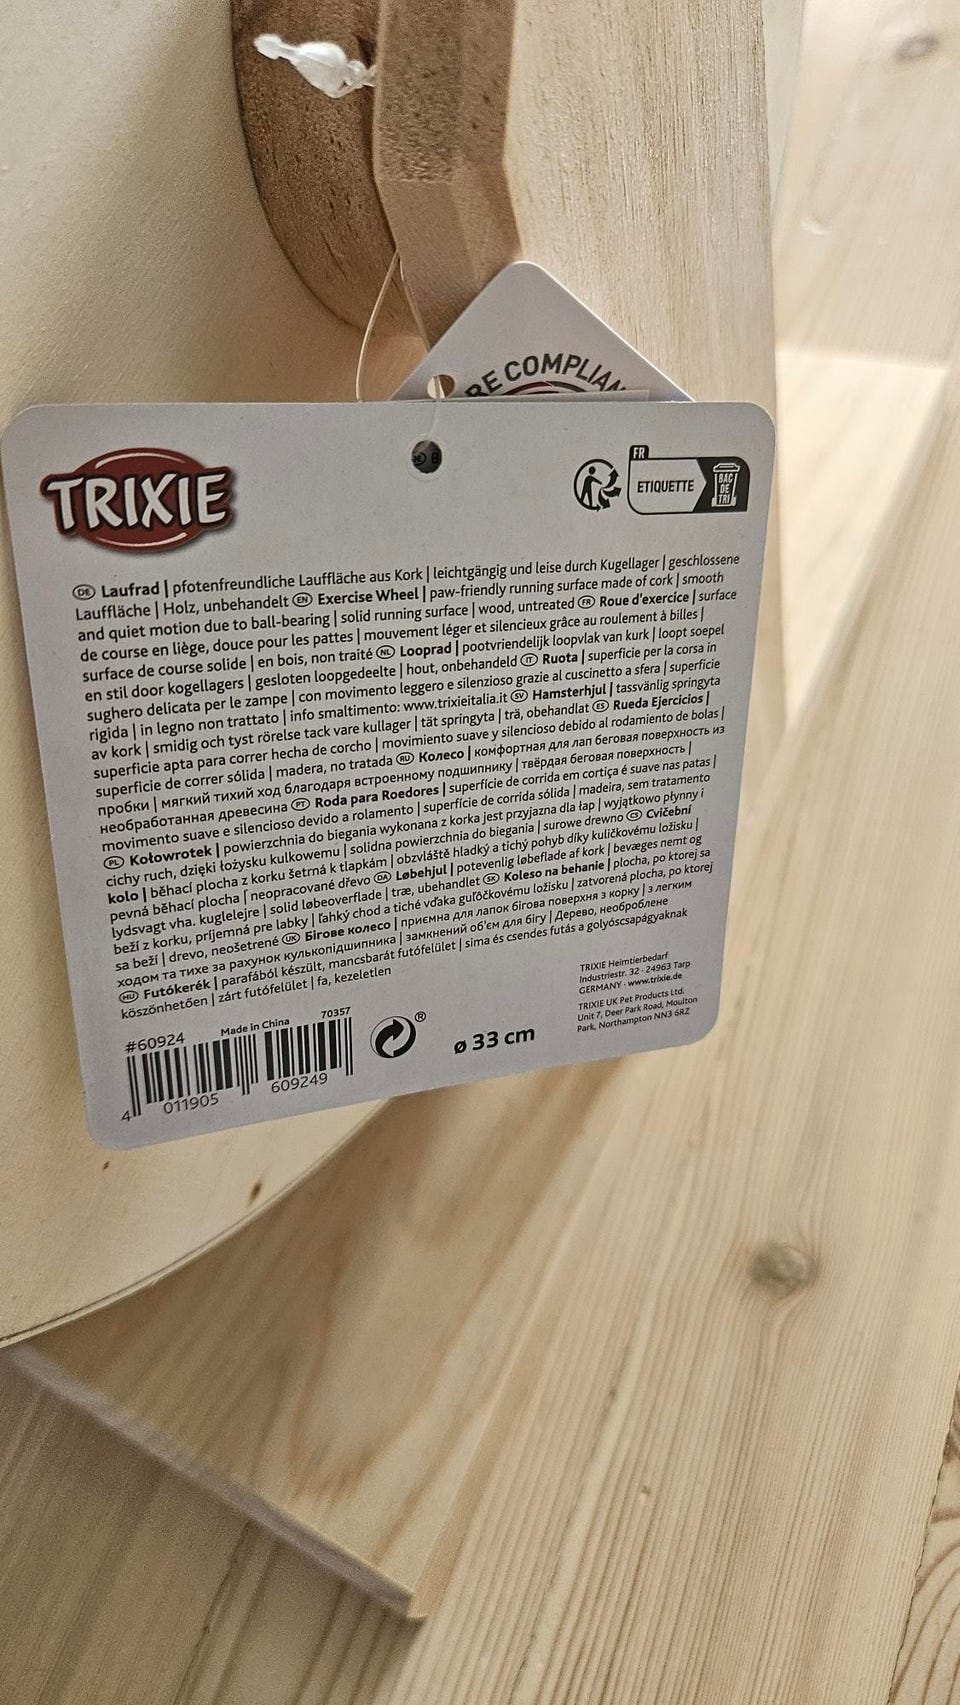 RE COMPLIAN
TRIXIE
FR
ETIQUETTE
BAC
DE
TRI
DE Laufrad | pfotenfreundliche Lauffläche aus Kork | leichtgängig und leise durch Kugellager | geschlossene
Lauffläche | Holz, unbehandelt EN Exercise Wheel | paw-friendly running surface made of cork | smooth
and quiet motion due to ball-bearing | solid running surface | wood, untreated FR Roue d'exercice | surface
de course en liège, douce pour les pattes | mouvement léger et silencieux grâce au roulement à billes |
surface de course solide | en bois, non traité NL Looprad | pootvriendelijk loopvlak van kurk | loopt soepel
en stil door kogellagers | gesloten loopgedeelte | hout, onbehandeld IT Ruota | superficie per la corsa in
sughero delicata per le zampe | con movimento leggero e silenzioso grazie al cuscinetto a sfera | superficie
rigida | in legno non trattato | info smaltimento: www.trixieitalia.it SV Hamsterhjul | tassvänlig springyta
av kork | smidig och tyst rörelse tack vare kullager | tät springyta | trä, obehandlat ES Rueda Ejercicios |
superficie apta para correr hecha de corcho | movimiento suave y silencioso debido al rodamiento de bolas |
superficie de correr sólida | madera, no tratada RU Колесо | комфортная для лап беговая поверхность из
пробки | мягкий тихий ход благодаря встроенному подшипнику | твёрдая беговая поверхность |
необработанная древесина PT Roda para Roedores | superfície de corrida em cortiça é suave nas patas |
movimento suave e silencioso devido a rolamento | superfície de corrida sólida | madeira, sem tratamento
PL Kołowrotek | powierzchnia do biegania wykonana z korka jest przyjazna dla łap | wyjątkowo płynny i
cichy ruch, dzięki łożysku kulkowemu | solidna powierzchnia do biegania | surowe drewno CS Cvičební
kolo | běhací plocha z korku šetrná k tlapkám | obzvláště hladký a tichý pohyb díky kuličkovému ložisku |
pevná běhací plocha | neopracované dřevo DA Løbehjul | potevenlig løbeflade af kork | bevæges nemt og
lydsvagt vha. kuglelejre | solid løbeoverflade | træ, ubehandlet SK Koleso na behanie | plocha, po ktorej sa
beží z korku, príjemná pre labky | ľahký chod a tiché vďaka guľôčkovému ložisku | zatvorená plocha, po ktorej
sa beží | drevo, neošetrené UK Бігове колесо | приємна для лапок бігова поверхня з корку | з легким
ходом та тихе за рахунок кулькопідшипника | замкнений об'єм для бігу | Дерево, необроблене
HU Futókerék | parafából készült, mancsbarát futófelület | sima és csendes futás a golyóscsapágyaknak
köszönhetően | zárt futófelület | fa, kezeletlen
#60924
Made in China
70357
4 011905 609249
®
ø 33 cm
TRIXIE Heimtierbedarf
Industriestr. 32 · 24963 Tarp
GERMANY · www.trixie.de
TRIXIE UK Pet Products Ltd.
Unit 7, Deer Park Road, Moulton
Park, Northampton NN3 6RZ